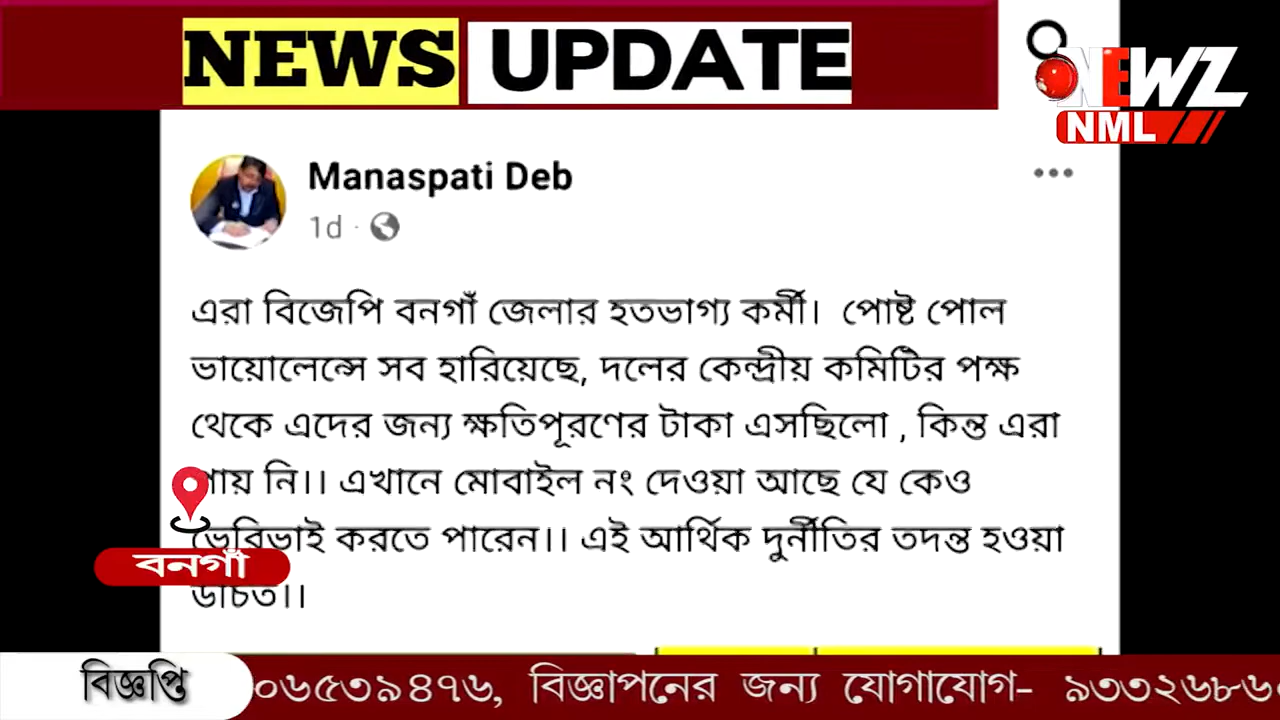 NEWS UPDATE
NEWZ
NML
Manaspati Deb
1d
এরা বিজেপি বনগাঁ জেলার হতভাগ্য কর্মী। পোষ্ট পোল
ভায়োলেন্সে সব হারিয়েছে, দলের কেন্দ্রীয় কমিটির পক্ষ
থেকে এদের জন্য ক্ষতিপূরণের টাকা এসছিলো , কিন্ত এরা
পায় নি।। এখানে মোবাইল নং দেওয়া আছে যে কেও
ভেরিভাই করতে পারেন।। এই আর্থিক দুর্নীতির তদন্ত হওয়া
উচিত।।
বনগাঁ
বিজ্ঞপ্তি
০৬৫৩৯৪৭৬, বিজ্ঞাপনের জন্য যোগাযোগ- ৯৩৩২৬৮৬